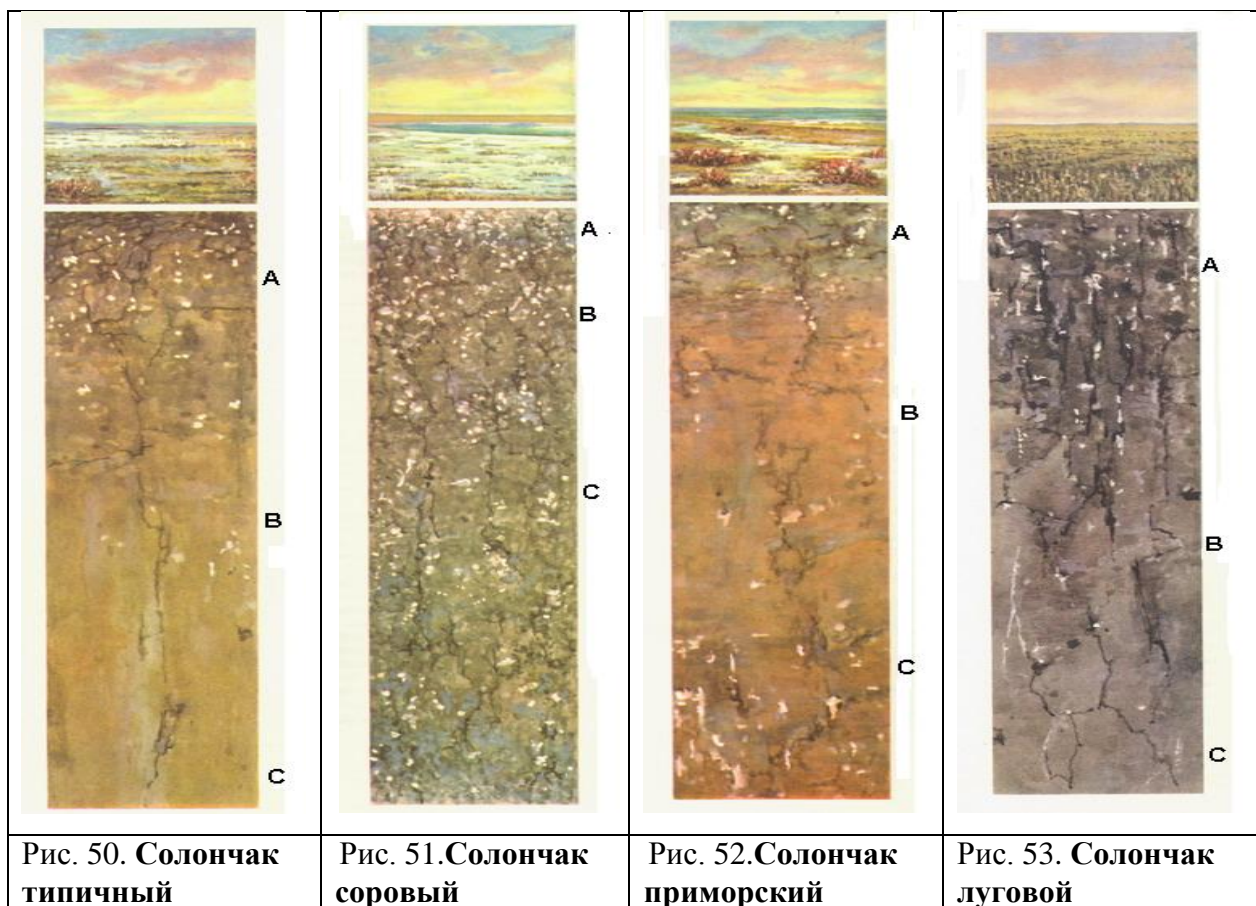 A
B
C
A
B
C
A
B
C
A
B
C
Рис. 50. Солончак
типичный
Рис. 51.Солончак
соровый
Рис. 52.Солончак
приморский
Рис. 53. Солончак
луговой